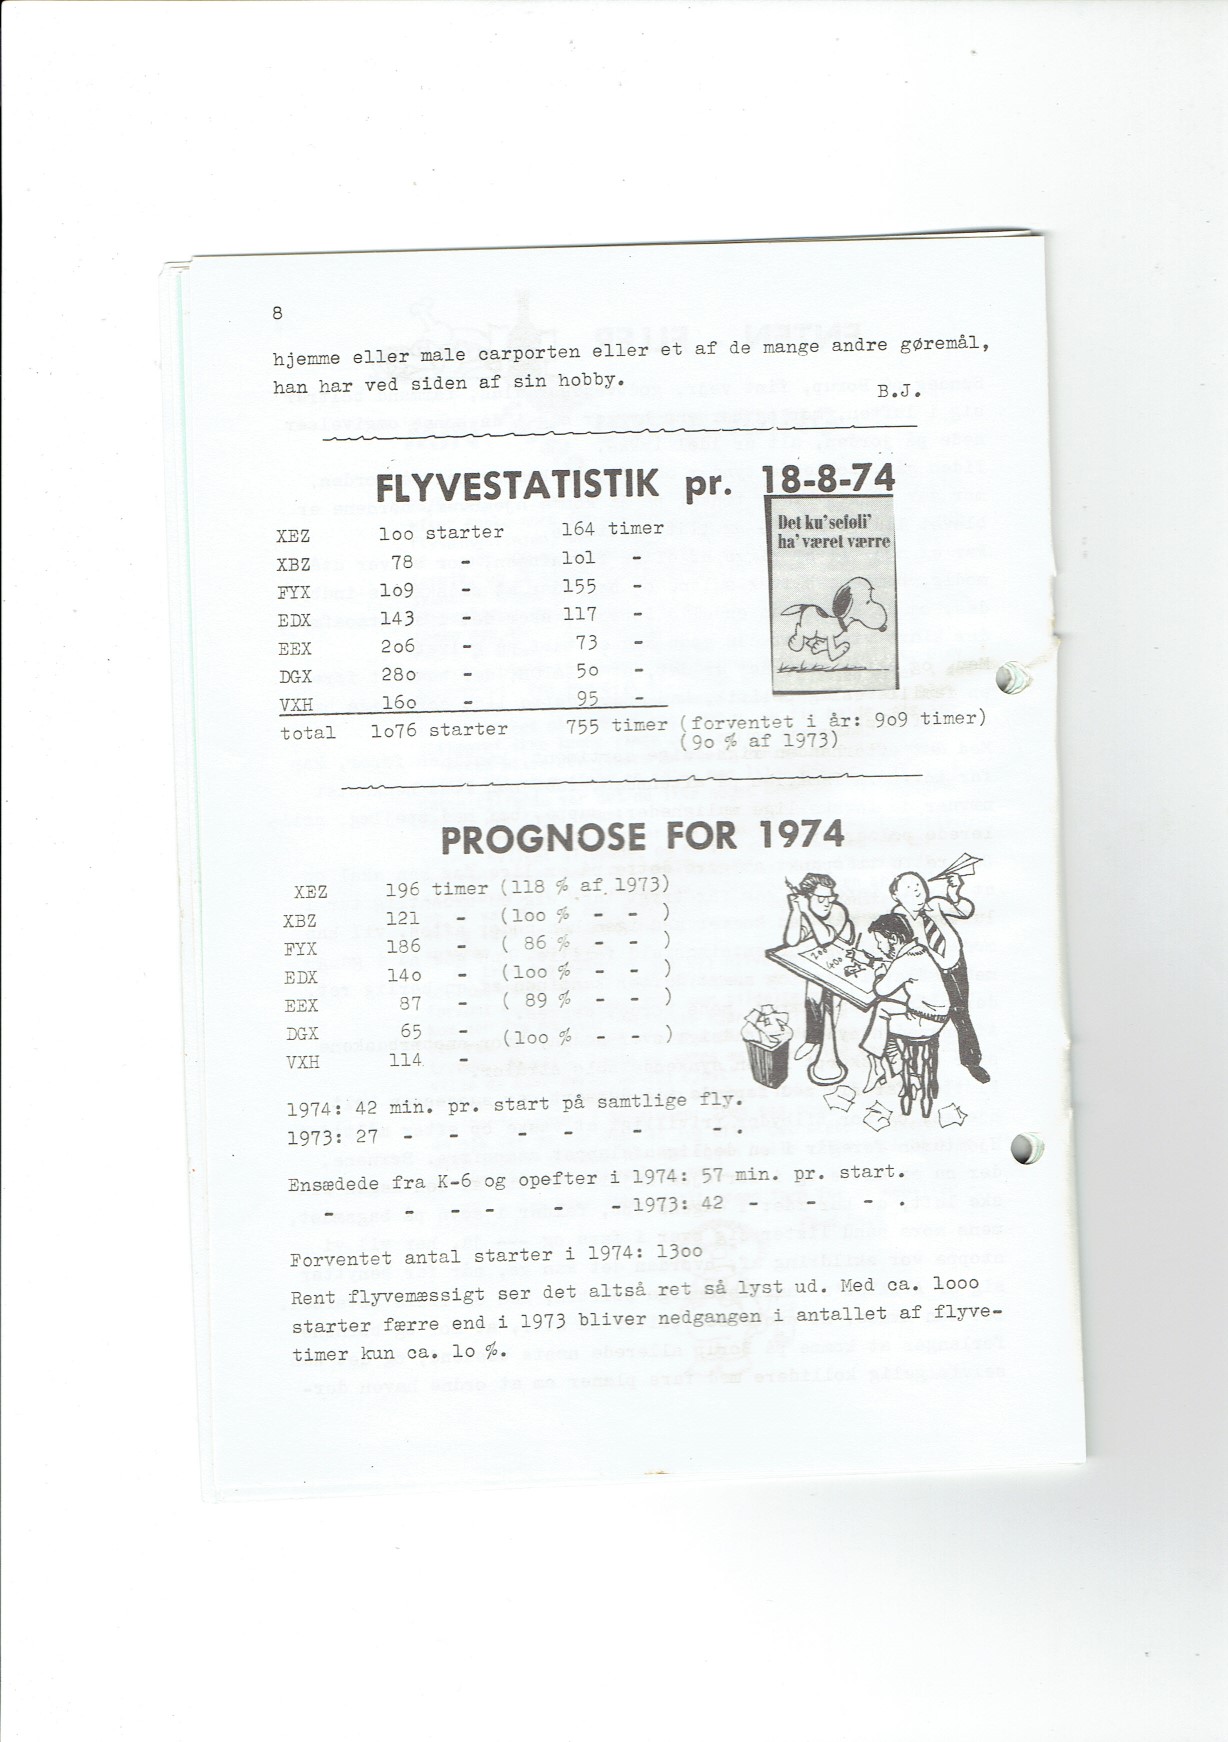 8
hjemme eller male carporten eller et af de mange andre gøremål,
han har ved siden af sin hobby.
B.J.
FLYVESTATISTIK pr. 18-8-74
Det ku' seføli'
ha' været værre
XEZ 1oo starter 164 timer
XBZ 78 - 1o1 -
FYX 1o9 - 155 -
EDX 143 - 117 -
EEX 2o6 - 73 -
DGX 28o - 5o -
VXH 16o - 95 -
total 1o76 starter 755 timer (forventet i år: 9o9 timer)
(9o % af 1973)
PROGNOSE FOR 1974
XEZ 196 timer (118 % af 1973)
XBZ 121 - (1oo % - - )
FYX 186 - ( 86 % - - )
EDX 14o - (1oo % - - )
EEX 87 - ( 89 % - - )
DGX 65 - (1oo % - - )
VXH 114 -
1974: 42 min. pr. start på samtlige fly.
1973: 27 - - - - - - .
Ensædede fra K-6 og opefter i 1974: 57 min. pr. start.
- - - - - - - 1973: 42 - - - .
Forventet antal starter i 1974: 13oo
Rent flyvemæssigt ser det altså ret så lyst ud. Med ca. 1ooo
starter færre end i 1973 bliver nedgangen i antallet af flyve-
timer kun ca. 1o %.